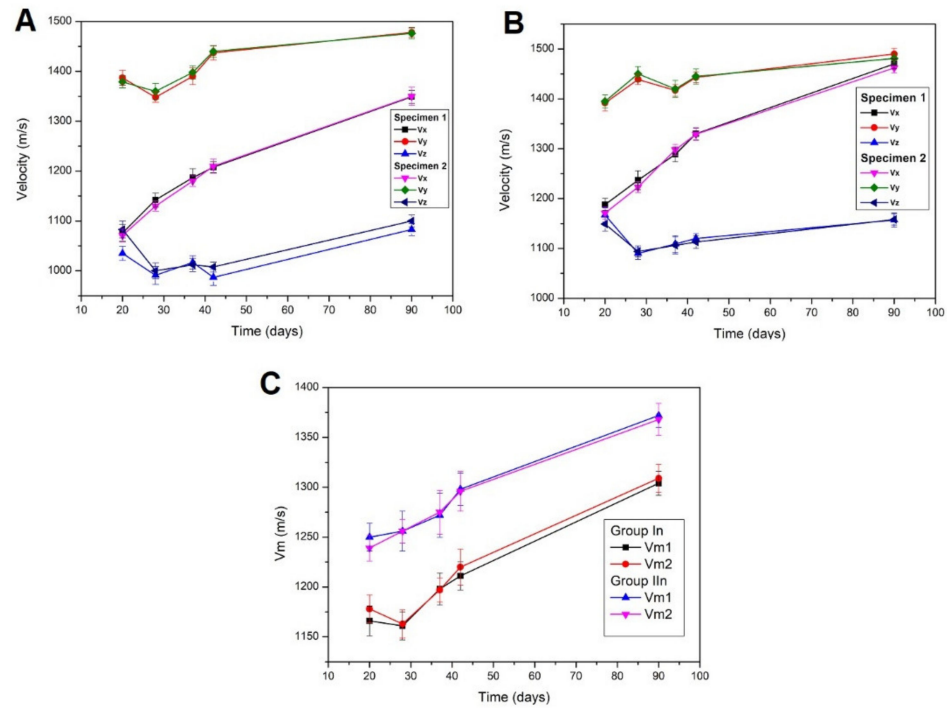 A
1500
1400
1300
1200
1100
1000
Velocity (m/s)
Specimen 1
Vx
Vy
Vz
Specimen 2
Vx
Vy
Vz
10 20 30 40 50 60 70 80 90 100
Time (days)
B
1500
1400
1300
1200
1100
1000
Velocity (m/s)
Specimen 1
Vx
Vy
Vz
Specimen 2
Vx
Vy
Vz
10 20 30 40 50 60 70 80 90 100
Time (days)
C
1400
1350
1300
1250
1200
1150
Vm (m/s)
Group In
Vm1
Vm2
Group IIn
Vm1
Vm2
10 20 30 40 50 60 70 80 90 100
Time (days)